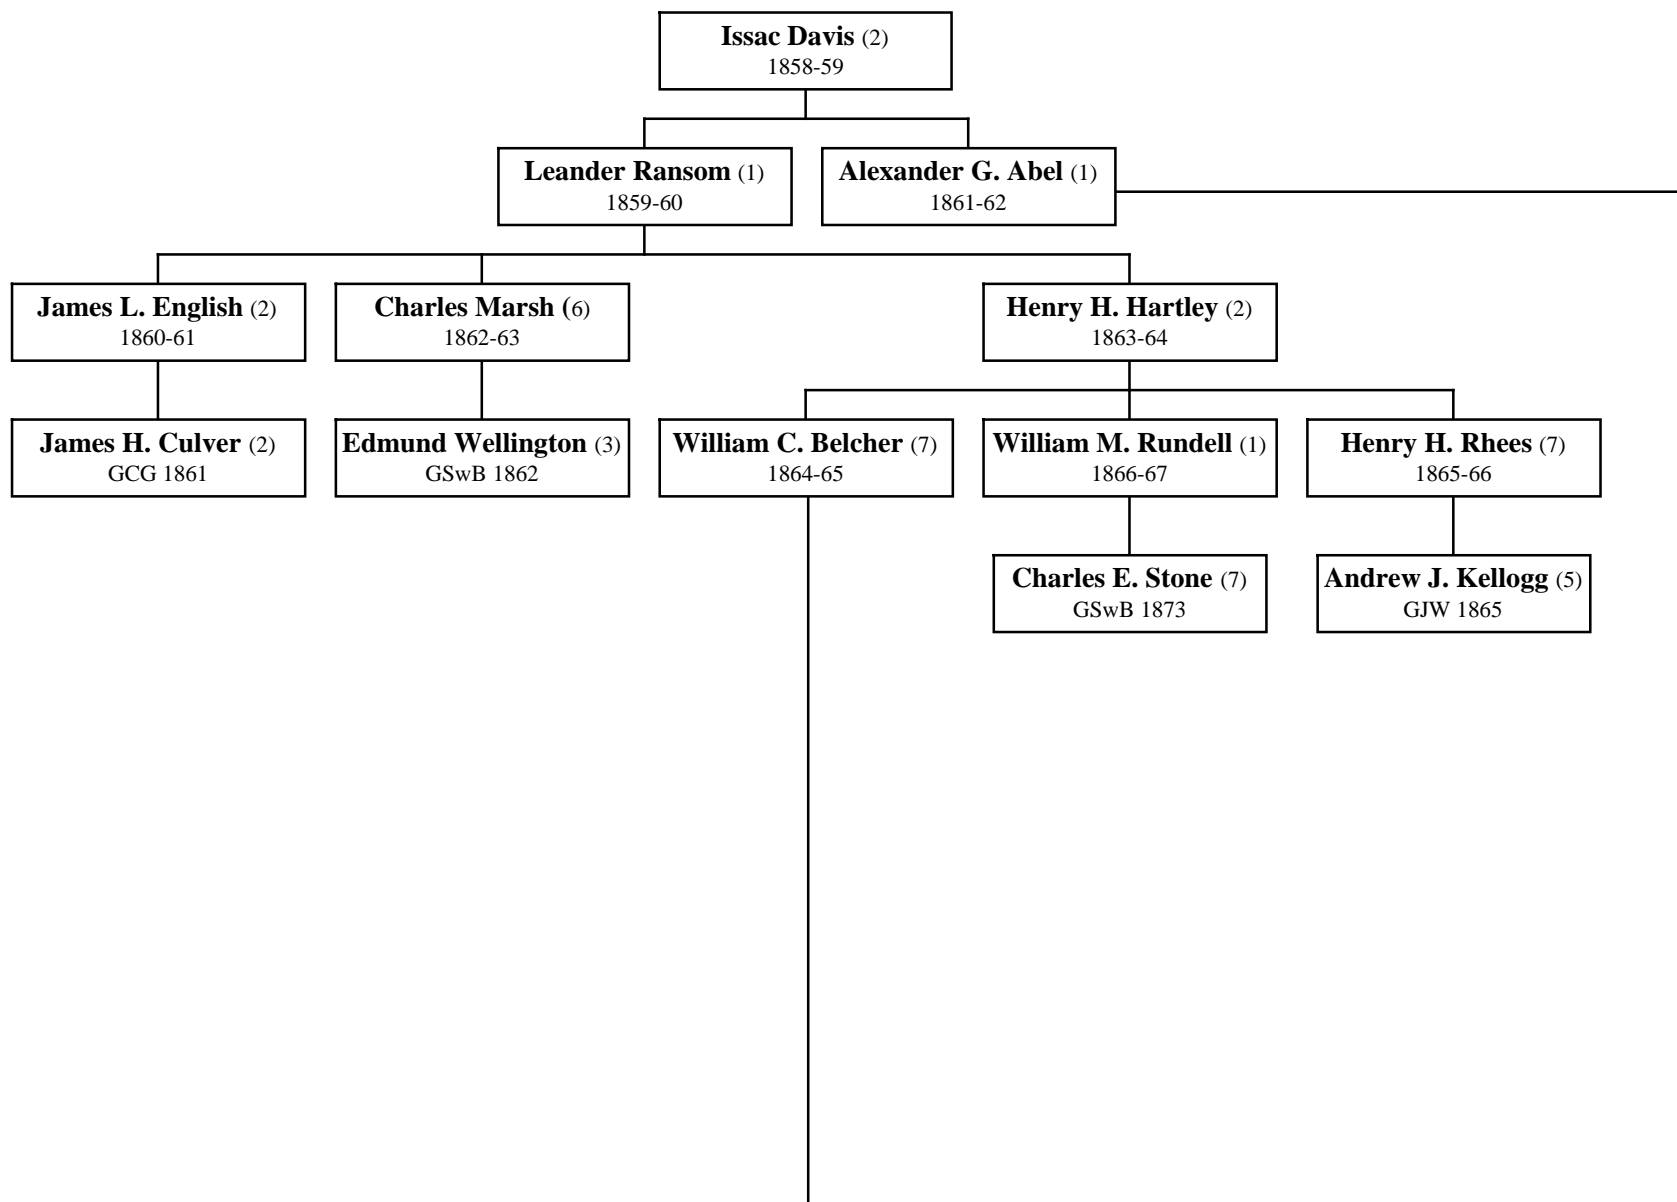 Issac Davis (2)
1858-59
Leander Ransom (1)
1859-60
Alexander G. Abel (1)
1861-62
James L. English (2)
1860-61
Charles Marsh (6)
1862-63
Henry H. Hartley (2)
1863-64
James H. Culver (2)
GCG 1861
Edmund Wellington (3)
GSwB 1862
William C. Belcher (7)
1864-65
William M. Rundell (1)
1866-67
Henry H. Rhees (7)
1865-66
Charles E. Stone (7)
GSwB 1873
Andrew J. Kellogg (5)
GJW 1865